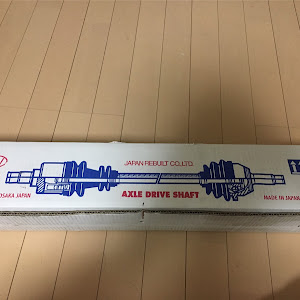 JAPAN REBUILT CO.,LTD.
OSAKA JAPAN
AXLE DRIVE SHAFT
MADE IN JAPAN